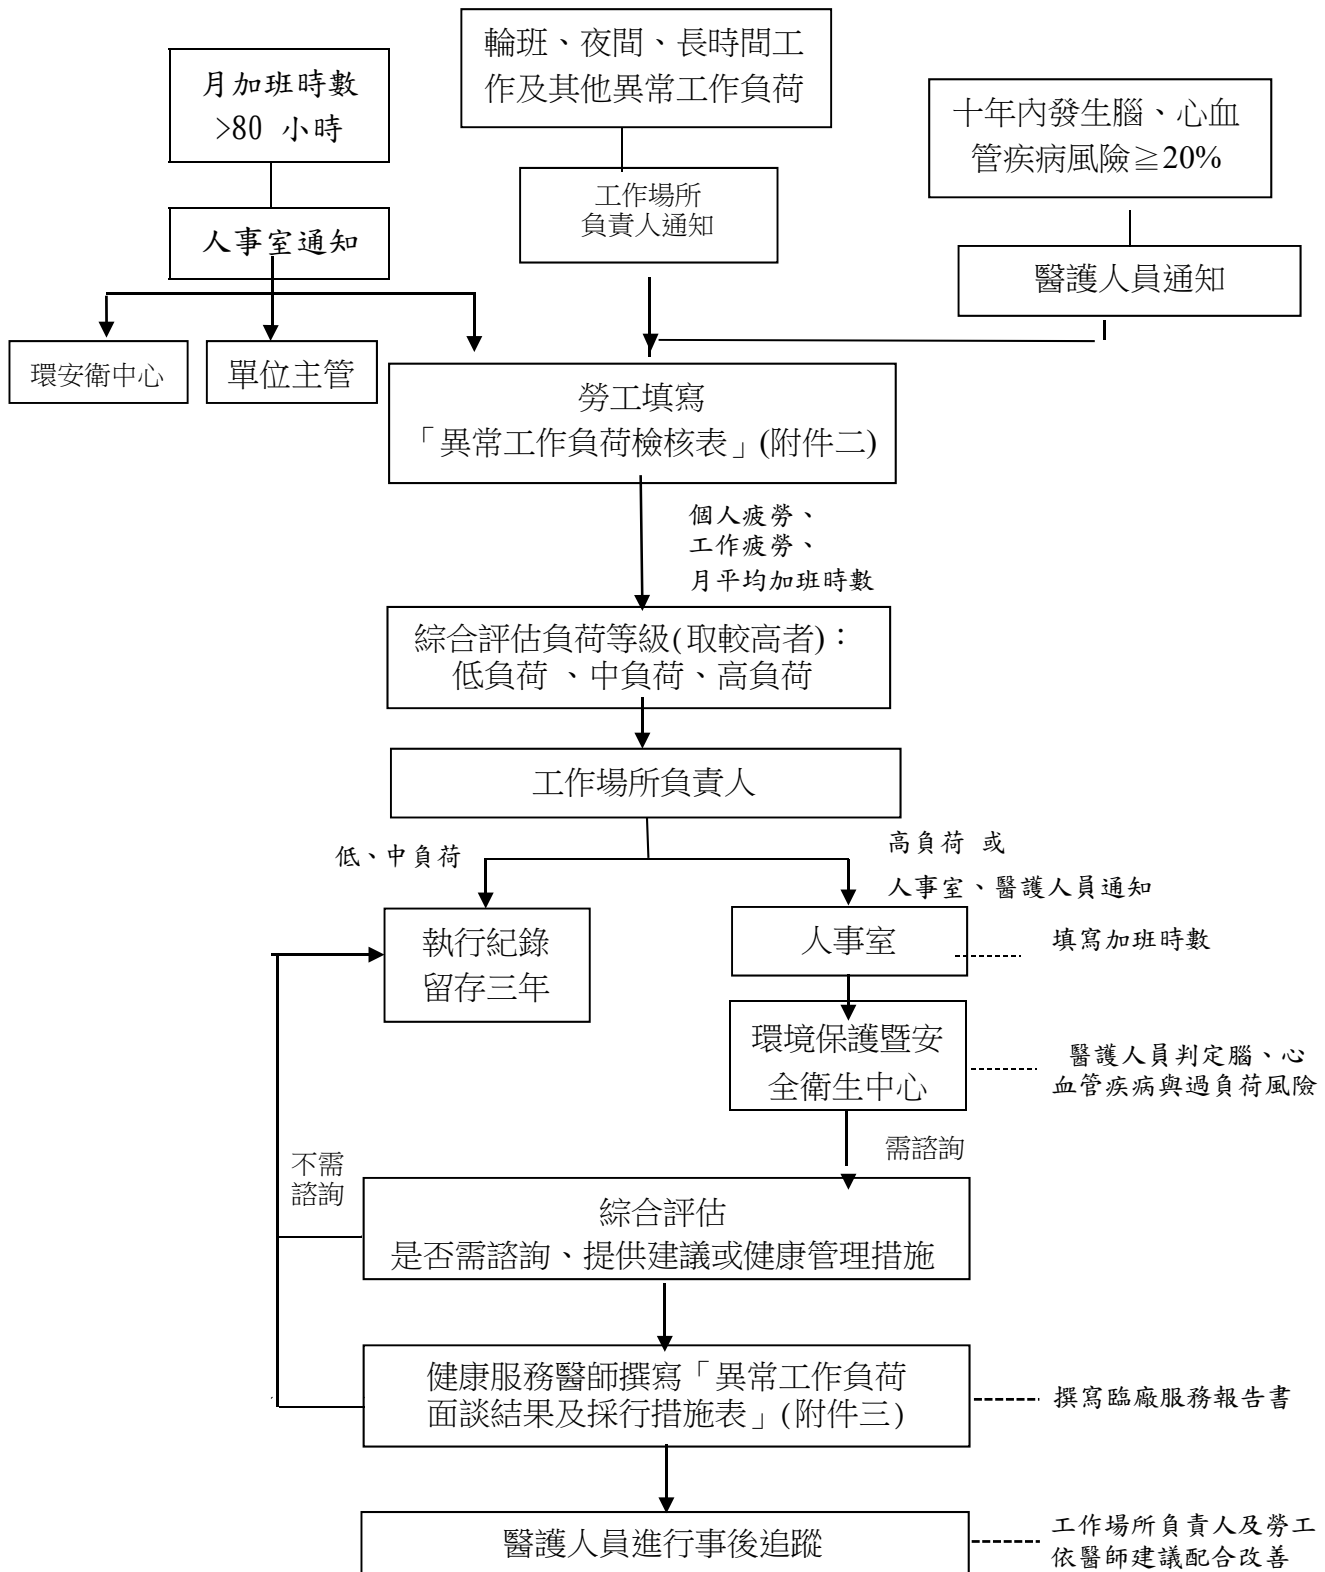 輪班、夜間、長時間工
作及其他異常工作負荷
月加班時數
>80 小時
十年內發生腦、心血
管疾病風險≧20%
工作場所
負責人通知
人事室通知
醫護人員通知
環安衛中心
單位主管
勞工填寫
「異常工作負荷檢核表」(附件二)
個人疲勞、
工作疲勞、
月平均加班時數
綜合評估負荷等級(取較高者)：
低負荷 、中負荷、高負荷
工作場所負責人
低、中負荷
高負荷 或
人事室、醫護人員通知
執行紀錄
留存三年
人事室
填寫加班時數
環境保護暨安
全衛生中心
醫護人員判定腦、心
血管疾病與過負荷風險
需諮詢
不需
諮詢
綜合評估
是否需諮詢、提供建議或健康管理措施
健康服務醫師撰寫「異常工作負荷
面談結果及採行措施表」(附件三)
撰寫臨廠服務報告書
醫護人員進行事後追蹤
工作場所負責人及勞工
依醫師建議配合改善